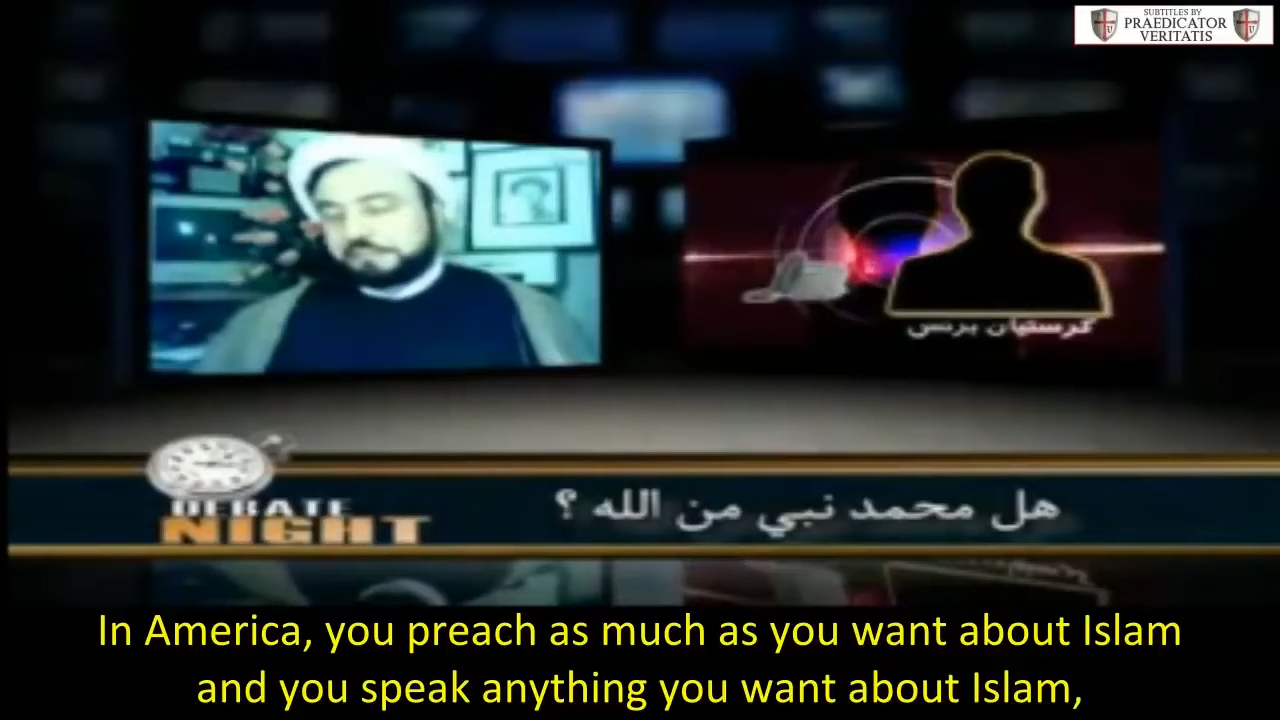 SUBTITLES BY
PRAEDICATOR
VERITATIS
كرستيان برنس
DEBATE
NIGHT
هل محمد نبي من الله ؟
In America, you preach as much as you want about Islam
and you speak anything you want about Islam,